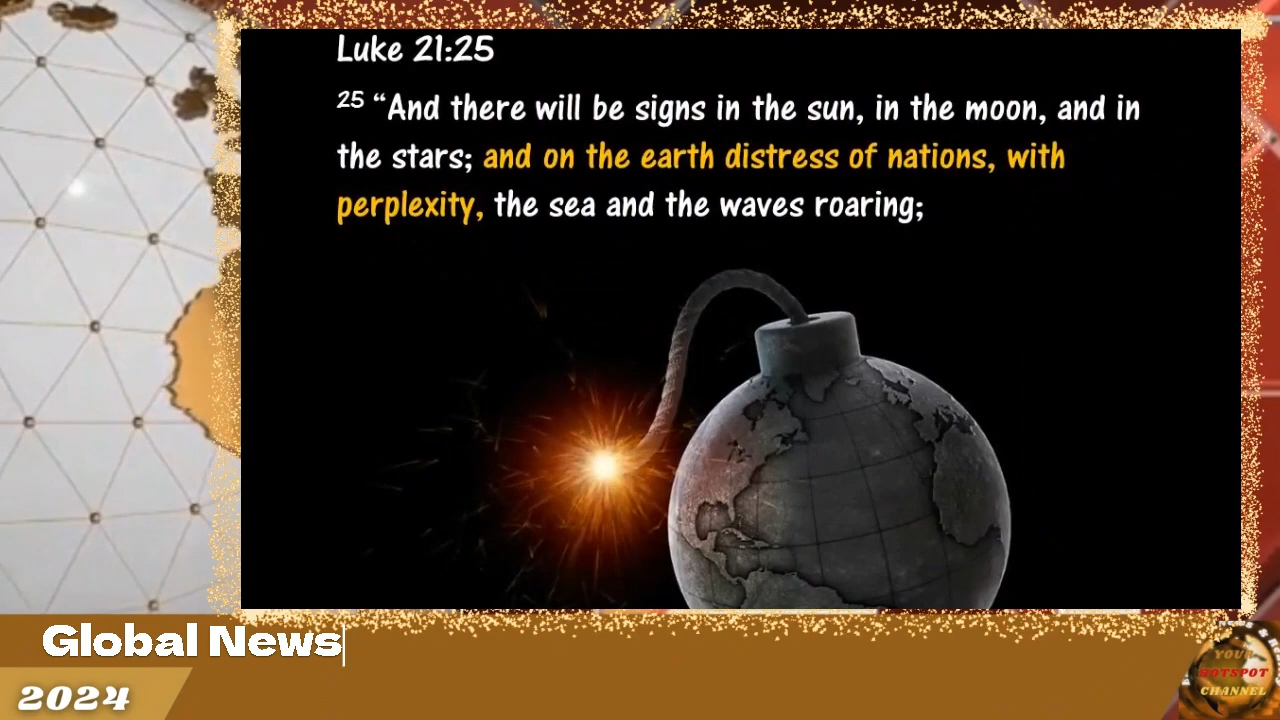 Luke 21:25
25 “And there will be signs in the sun, in the moon, and in
the stars; and on the earth distress of nations, with
perplexity, the sea and the waves roaring;
Global News
2024
YOUR
HOTSPOT
CHANNEL